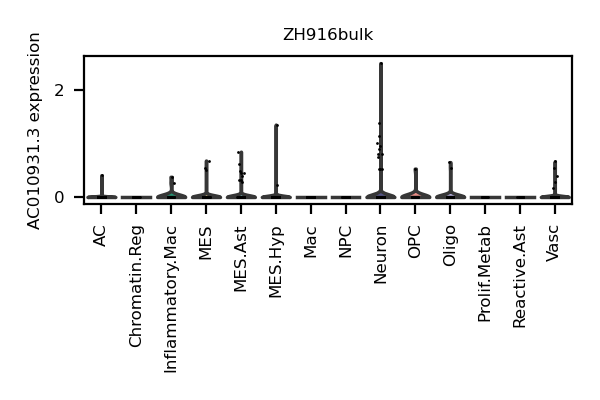 ZH916bulk
AC010931.3 expression
2
0
AC
Chromatin.Reg
Inflammatory.Mac
MES
MES.Ast
MES.Hyp
Mac
NPC
Neuron
OPC
Oligo
Prolif.Metab
Reactive.Ast
Vasc